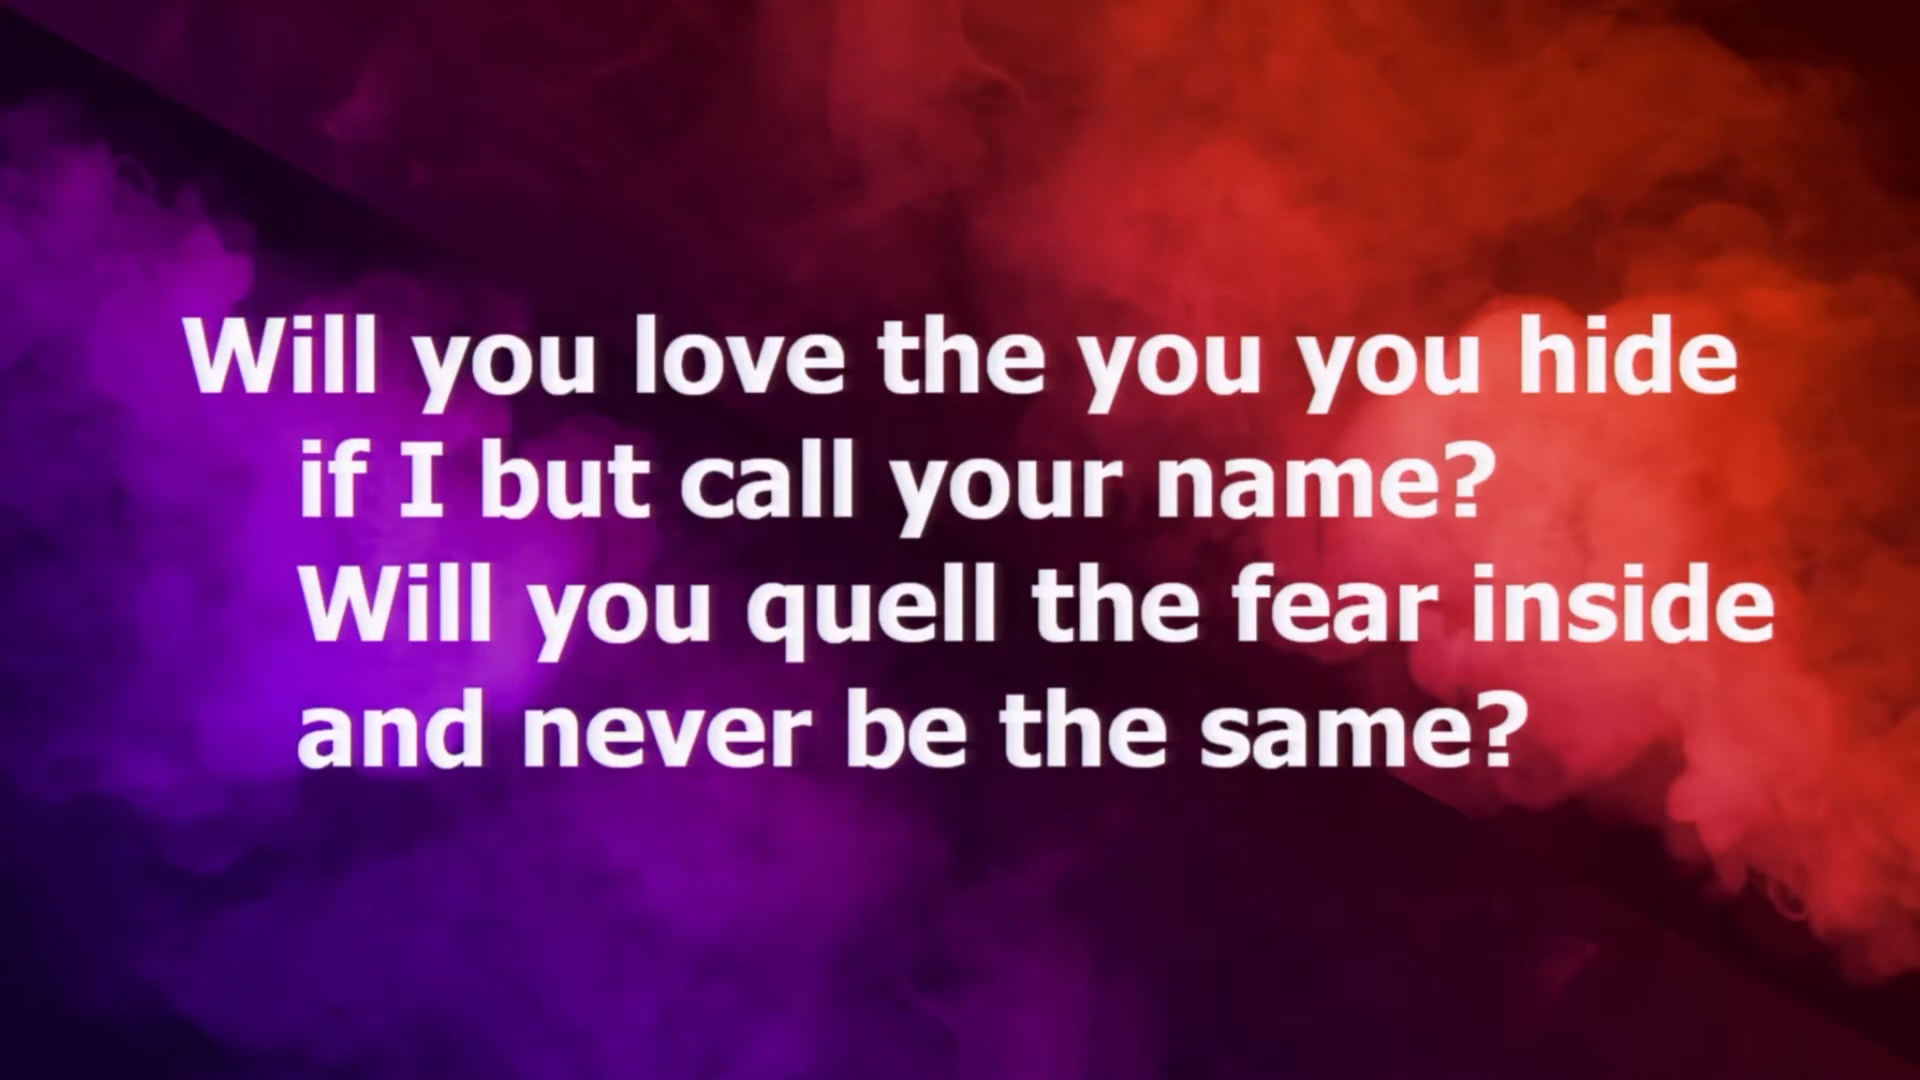 Will you love the you you hide
if I but call your name?
Will you quell the fear inside
and never be the same?